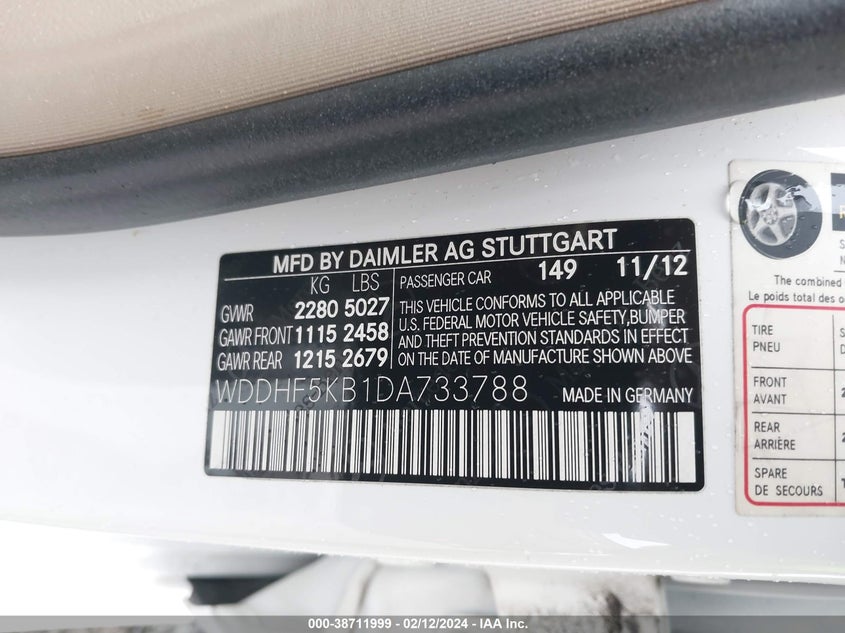 MFD BY DAIMLER AG STUTTGART
KG LBS
GVWR 2280 5027
GAWR FRONT 1115 2458
GAWR REAR 1215 2679
PASSENGER CAR 149 11/12
THIS VEHICLE CONFORMS TO ALL APPLICABLE
U.S. FEDERAL MOTOR VEHICLE SAFETY,BUMPER
AND THEFT PREVENTION STANDARDS IN EFFECT
ON THE DATE OF MANUFACTURE SHOWN ABOVE
WDDHF5KB1DA733788 MADE IN GERMANY
The combined
Le poids total des
TIRE
PNEU
FRONT
AVANT
REAR
ARRIÈRE
SPARE
DE SECOURS
000-38711999 - 02/12/2024 - IAA Inc.